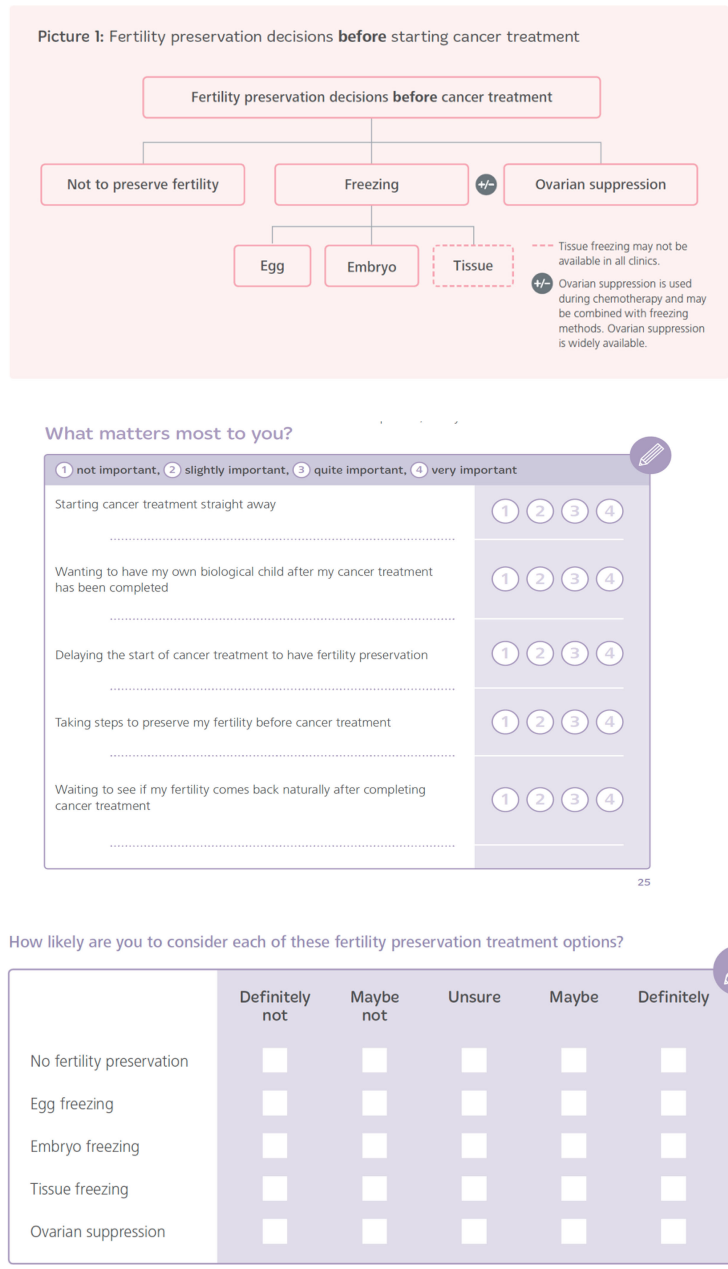 Picture 1: Fertility preservation decisions before starting cancer treatment
Fertility preservation decisions before cancer treatment
Not to preserve fertility
Freezing
+/−
Ovarian suppression
Egg
Embryo
Tissue
Tissue freezing may not be
available in all clinics.
+/−
Ovarian suppression is used
during chemotherapy and may
be combined with freezing
methods. Ovarian suppression
is widely available.
What matters most to you?
1 not important, 2 slightly important, 3 quite important, 4 very important
Starting cancer treatment straight away
1 2 3 4
Wanting to have my own biological child after my cancer treatment
has been completed
1 2 3 4
Delaying the start of cancer treatment to have fertility preservation
1 2 3 4
Taking steps to preserve my fertility before cancer treatment
1 2 3 4
Waiting to see if my fertility comes back naturally after completing
cancer treatment
1 2 3 4
25
How likely are you to consider each of these fertility preservation treatment options?
Definitely not
Maybe not
Unsure
Maybe
Definitely
No fertility preservation
Egg freezing
Embryo freezing
Tissue freezing
Ovarian suppression